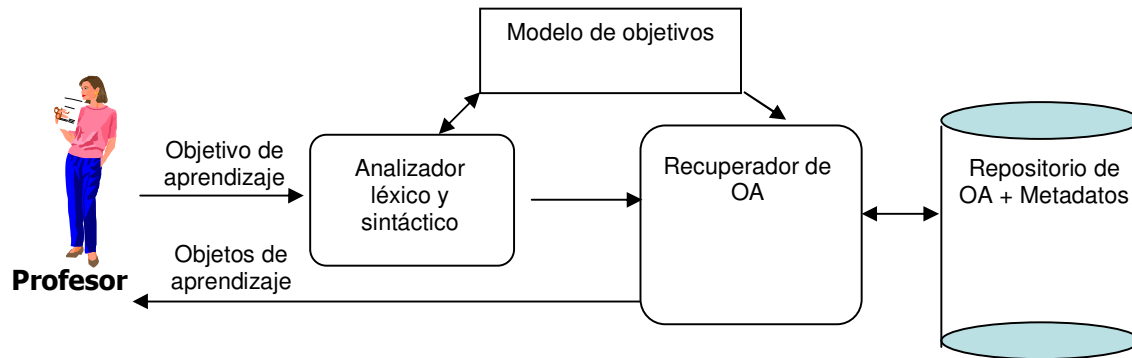 Modelo de objetivos
Objetivo de
aprendizaje
Analizador
léxico y
sintáctico
Recuperador de
OA
Repositorio de
OA + Metadatos
Objetos de
aprendizaje
Profesor